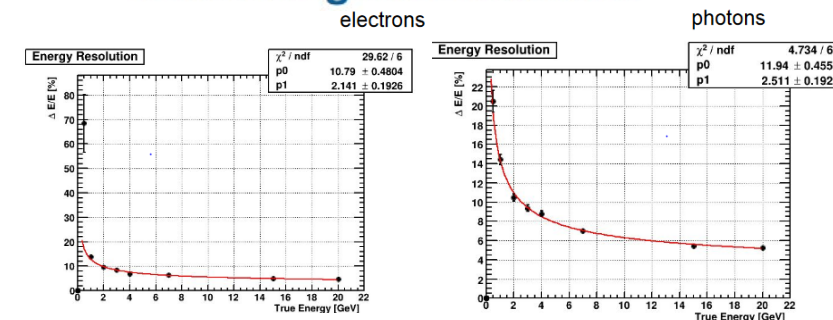 electrons
photons
Energy Resolution
χ² / ndf 29.62 / 6
p0 10.79 ± 0.4804
p1 2.141 ± 0.1926
Δ E/E [%]
80
70
60
50
40
30
20
10
0
0 2 4 6 8 10 12 14 16 18 20 22
True Energy [GeV]
Energy Resolution
χ² / ndf 4.734 / 6
p0 11.94 ± 0.455
p1 2.511 ± 0.192
Δ E/E [%]
22
20
18
16
14
12
10
8
6
4
2
0
0 2 4 6 8 10 12 14 16 18 20 22
True Energy [GeV]